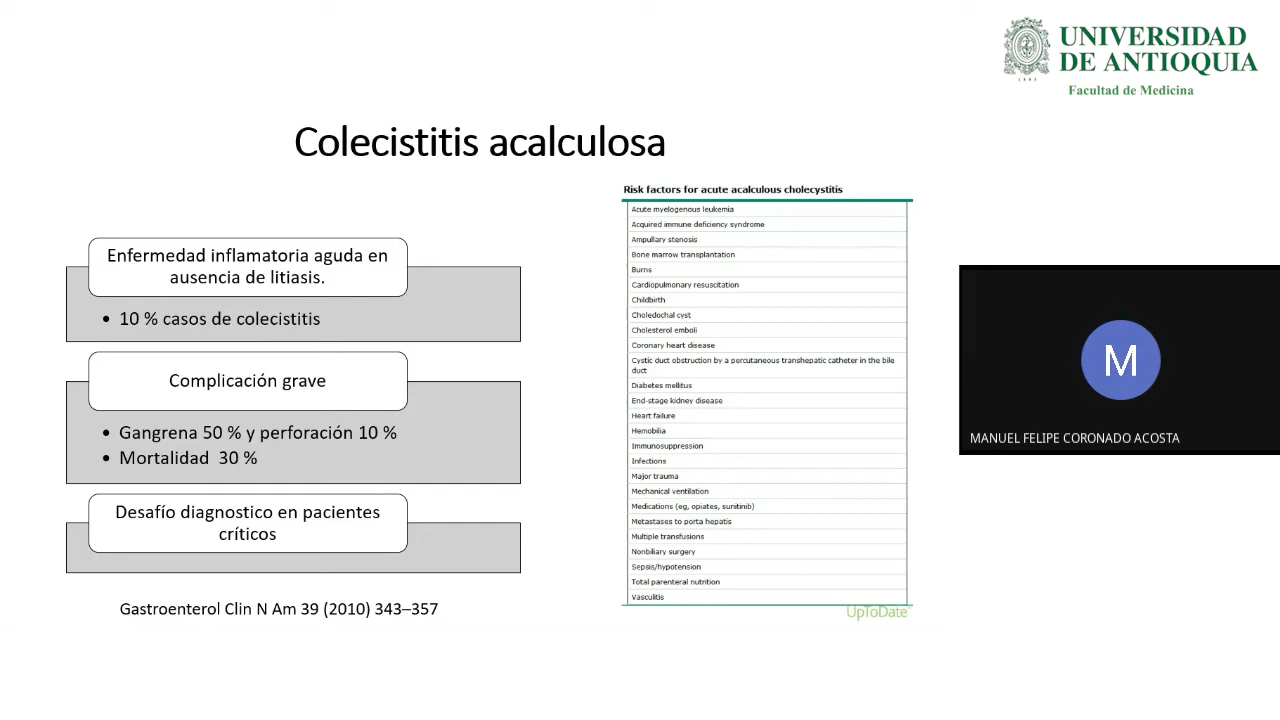 UNIVERSIDAD
DE ANTIOQUIA
1803
Facultad de Medicina
Colecistitis acalculosa
Enfermedad inflamatoria aguda en
ausencia de litiasis.
• 10 % casos de colecistitis
Complicación grave
• Gangrena 50 % y perforación 10 %
• Mortalidad 30 %
Desafío diagnostico en pacientes
críticos
Gastroenterol Clin N Am 39 (2010) 343–357
Risk factors for acute acalculous cholecystitis
Acute myelogenous leukemia
Acquired immune deficiency syndrome
Ampullary stenosis
Bone marrow transplantation
Burns
Cardiopulmonary resuscitation
Childbirth
Choledochal cyst
Cholesterol emboli
Coronary heart disease
Cystic duct obstruction by a percutaneous transhepatic catheter in the bile
duct
Diabetes mellitus
End-stage kidney disease
Heart failure
Hemobilia
Immunosuppression
Infections
Major trauma
Mechanical ventilation
Medications (eg, opiates, sunitinib)
Metastases to porta hepatis
Multiple transfusions
Nonbiliary surgery
Sepsis/hypotension
Total parenteral nutrition
Vasculitis
UpToDate
M
MANUEL FELIPE CORONADO ACOSTA